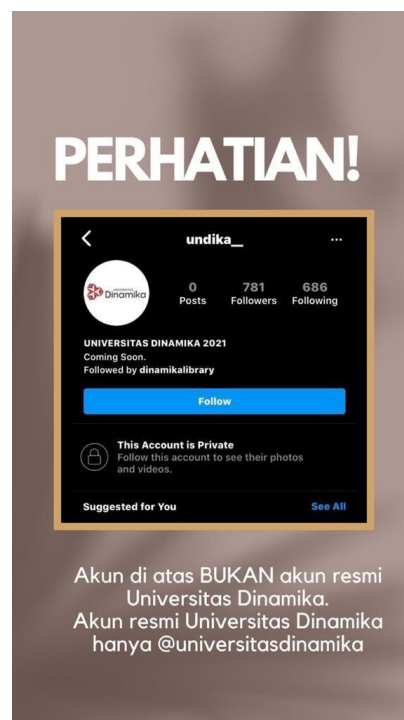 PERHATIAN!
undika__
Dinamika
0 781 686
Posts Followers Following
UNIVERSITAS DINAMIKA 2021
Coming Soon.
Followed by dinamikalibrary
Follow
This Account is Private
Follow this account to see their photos
and videos.
Suggested for You See All
Akun di atas BUKAN akun resmi
Universitas Dinamika.
Akun resmi Universitas Dinamika
hanya @universitasdinamika